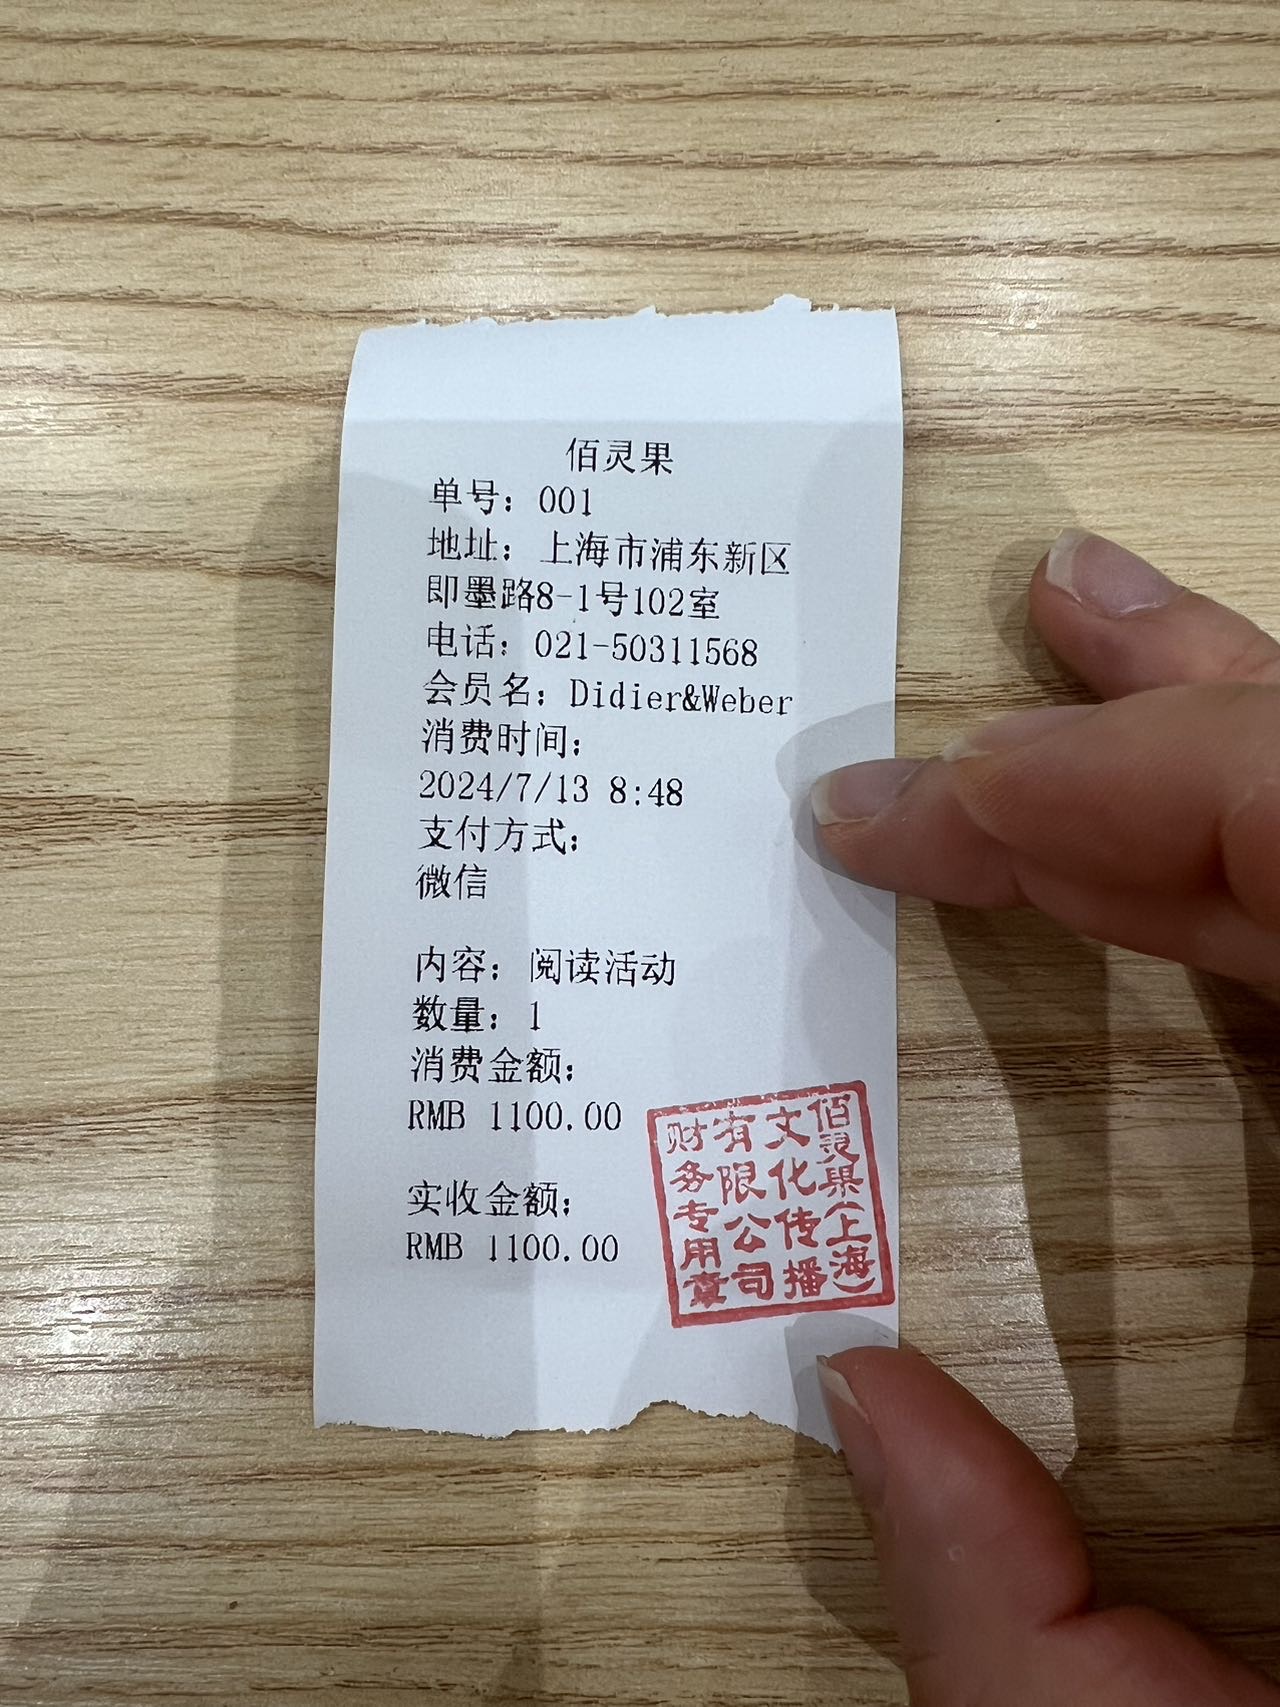 佰灵果
单号：001
地址：上海市浦东新区
即墨路8-1号102室
电话：021-50311568
会员名：Didier&Weber
消费时间：
2024/7/13 8:48
支付方式：
微信
内容：阅读活动
数量：1
消费金额：
RMB 1100.00
实收金额：
RMB 1100.00
佰灵果(上海)
文化传播
有限公司
财务专用章